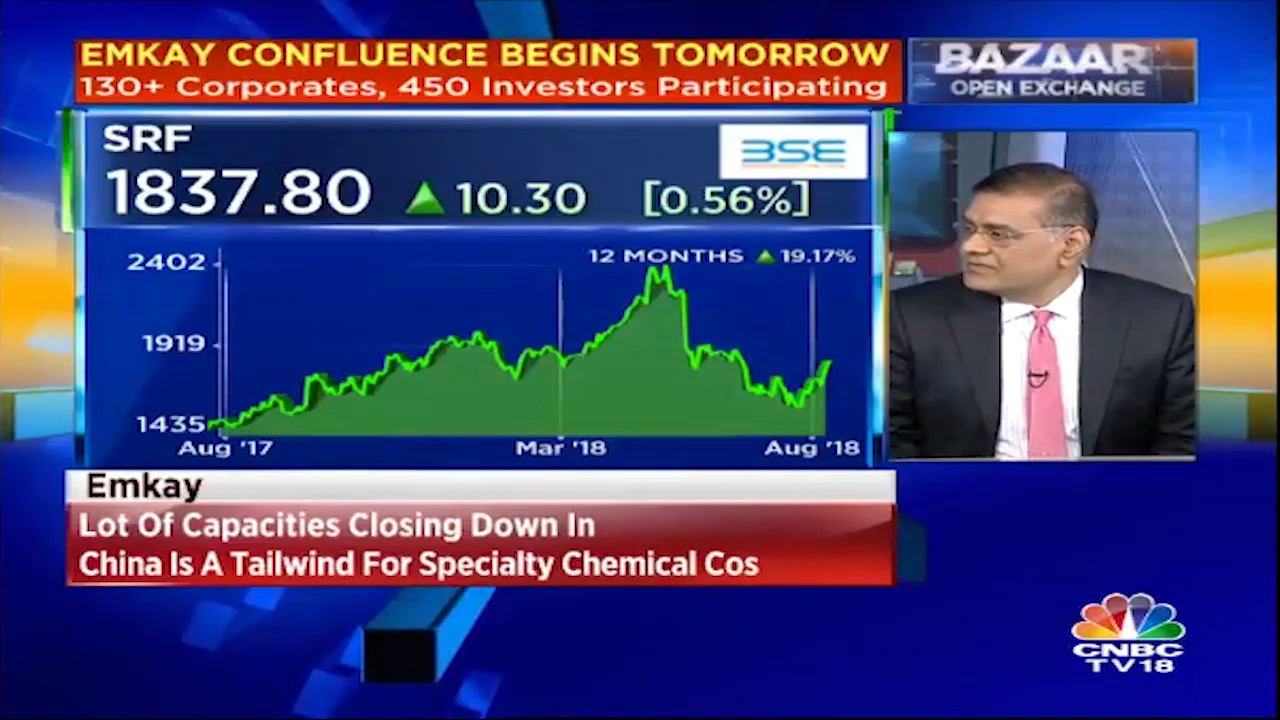 EMKAY CONFLUENCE BEGINS TOMORROW
130+ Corporates, 450 Investors Participating
BAZAAR
OPEN EXCHANGE
SRF
BSE
1837.80 ▲ 10.30 [0.56%]
12 MONTHS ▲ 19.17%
2402
1919
1435
Aug '17 Mar '18 Aug '18
Emkay
Lot Of Capacities Closing Down In
China Is A Tailwind For Specialty Chemical Cos
CNBC
TV18